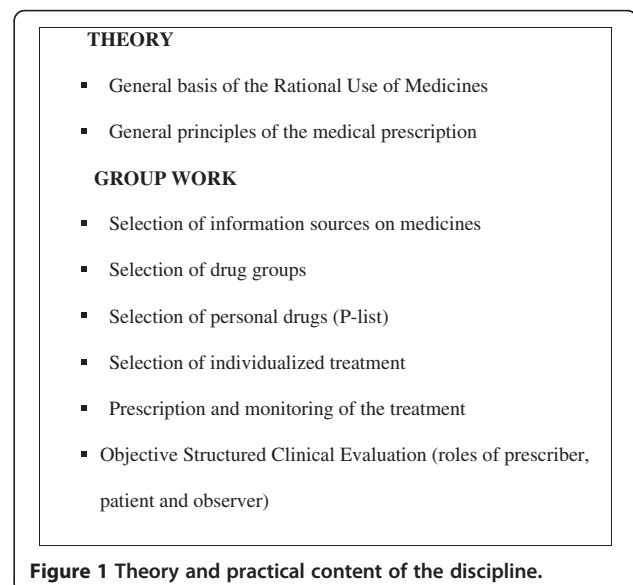 THEORY
▪ General basis of the Rational Use of Medicines
▪ General principles of the medical prescription
GROUP WORK
▪ Selection of information sources on medicines
▪ Selection of drug groups
▪ Selection of personal drugs (P-list)
▪ Selection of individualized treatment
▪ Prescription and monitoring of the treatment
▪ Objective Structured Clinical Evaluation (roles of prescriber,
patient and observer)
Figure 1 Theory and practical content of the discipline.